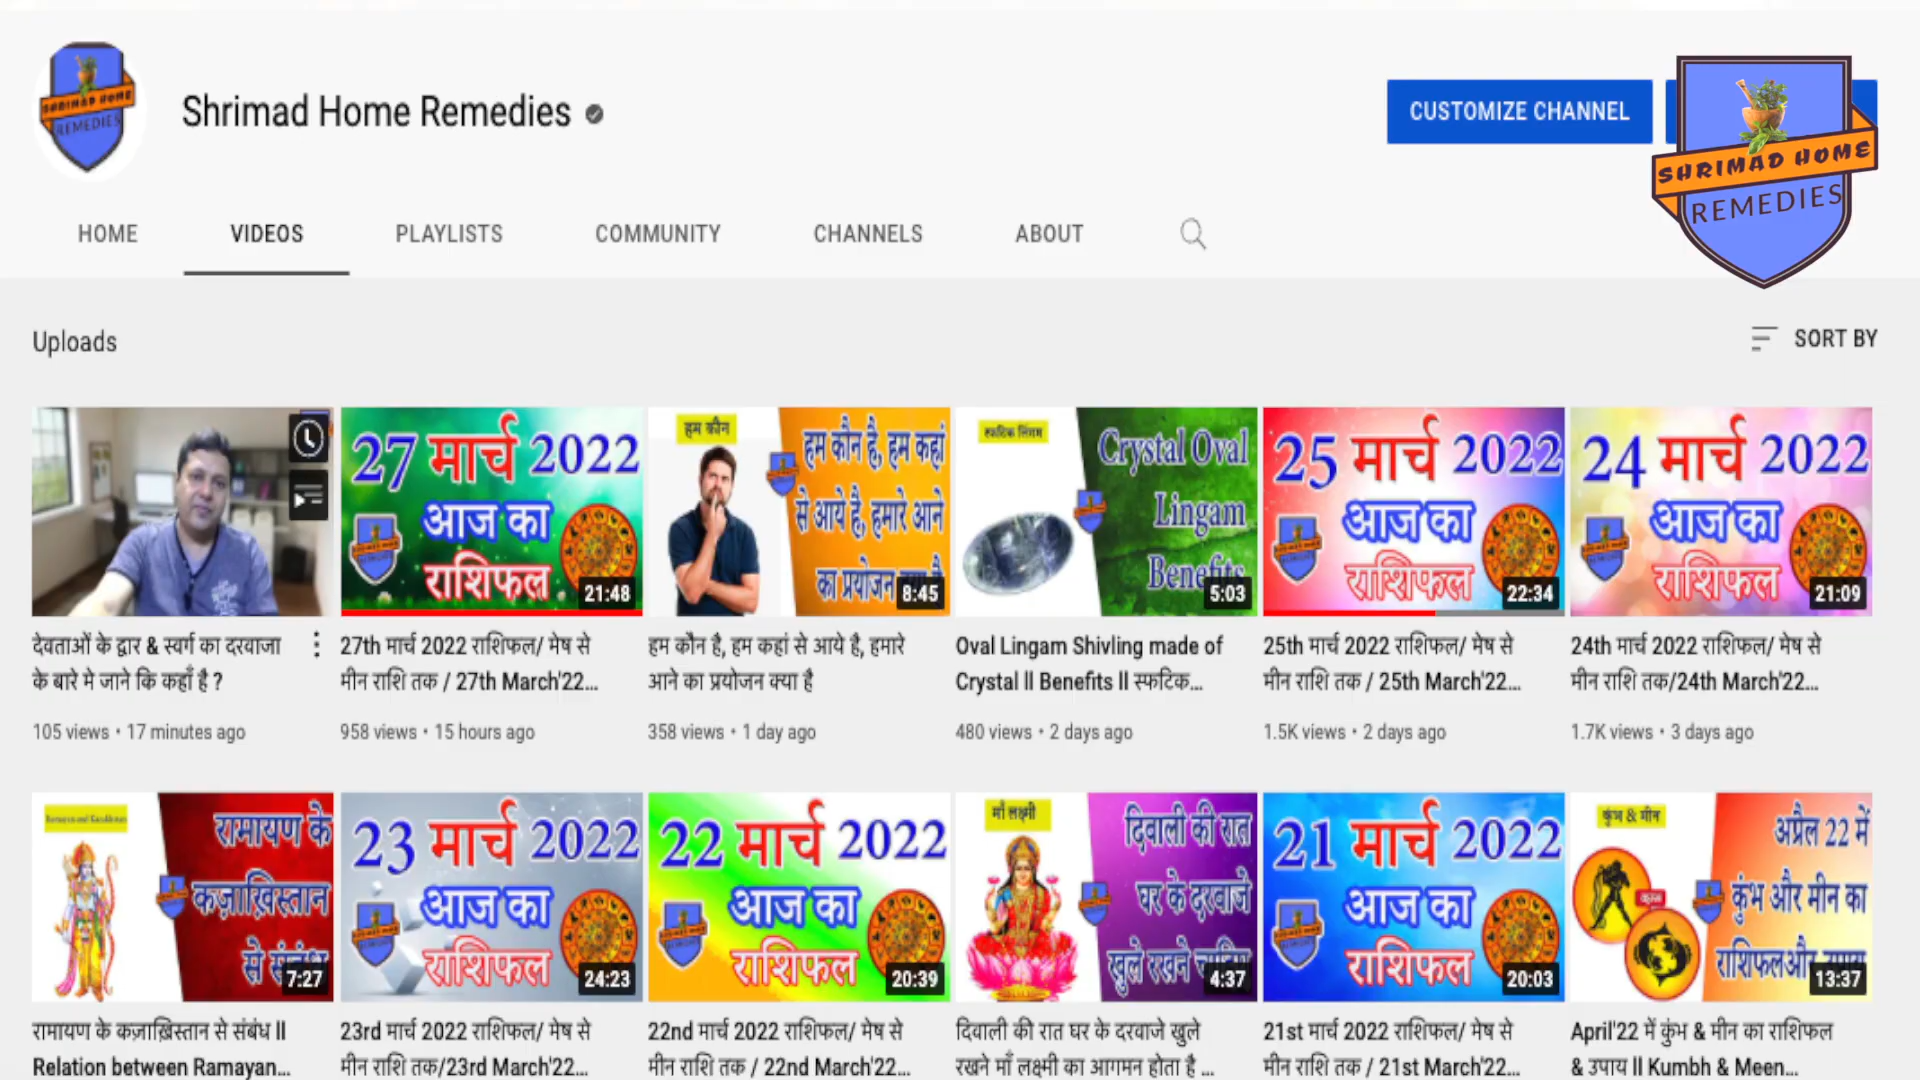 SHRIMAD HOME
REMEDIES
Shrimad Home Remedies
CUSTOMIZE CHANNEL
SHRIMAD HOME
REMEDIES
HOME
VIDEOS
PLAYLISTS
COMMUNITY
CHANNELS
ABOUT
Uploads
SORT BY
27 मार्च 2022
आज का
राशिफल
21:48
हम कौन
हम कौन है, हम कहां
से आये है, हमारे आने
का प्रयोजन
8:45
स्फटिक लिंगम
Crystal Oval
Lingam
Benefits
5:03
25 मार्च 2022
आज का
राशिफल
22:34
24 मार्च 2022
आज का
राशिफल
21:09
देवताओं के द्वार & स्वर्ग का दरवाजा
के बारे मे जाने कि कहाँ है ?
105 views • 17 minutes ago
27th मार्च 2022 राशिफल/ मेष से
मीन राशि तक / 27th March'22...
958 views • 15 hours ago
हम कौन है, हम कहां से आये है, हमारे
आने का प्रयोजन क्या है
358 views • 1 day ago
Oval Lingam Shivling made of
Crystal ll Benefits ll स्फटिक...
480 views • 2 days ago
25th मार्च 2022 राशिफल/ मेष से
मीन राशि तक / 25th March'22...
1.5K views • 2 days ago
24th मार्च 2022 राशिफल/ मेष से
मीन राशि तक/24th March'22...
1.7K views • 3 days ago
रामायण के
कज़ाख़िस्तान
से संबंध
7:27
23 मार्च 2022
आज का
राशिफल
24:23
22 मार्च 2022
आज का
राशिफल
20:39
माँ लक्ष्मी
दिवाली की रात
घर के दरवाजे
खुले रखने चाहिए
4:37
21 मार्च 2022
आज का
राशिफल
20:03
कुंभ & मीन
अप्रैल 22 में
कुंभ और मीन का
राशिफलऔर
13:37
रामायण के कज़ाख़िस्तान से संबंध ll
Relation between Ramayan...
23rd मार्च 2022 राशिफल/ मेष से
मीन राशि तक/23rd March'22...
22nd मार्च 2022 राशिफल/ मेष से
मीन राशि तक / 22nd March'22...
दिवाली की रात घर के दरवाजे खुले
रखने माँ लक्ष्मी का आगमन होता है ...
21st मार्च 2022 राशिफल/ मेष से
मीन राशि तक / 21st March'22...
April'22 में कुंभ & मीन का राशिफल
& उपाय ll Kumbh & Meen...